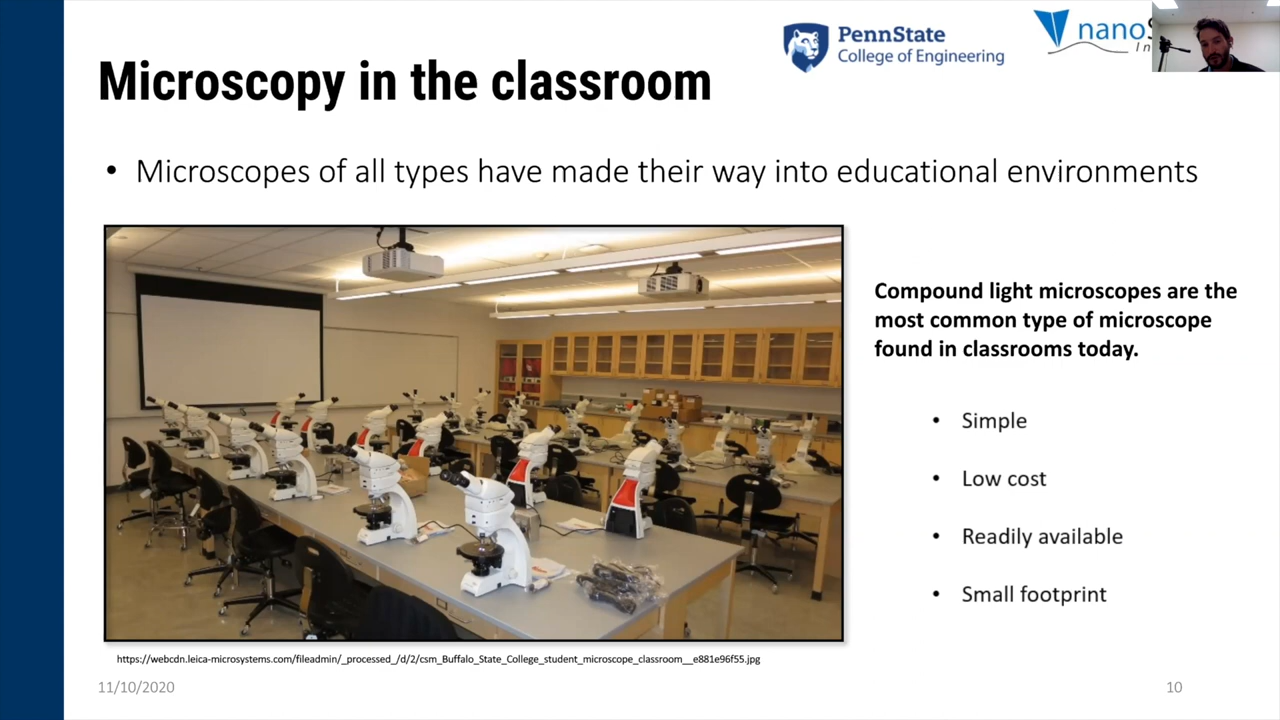 PennState
College of Engineering
nano
In
Microscopy in the classroom
• Microscopes of all types have made their way into educational environments
Compound light microscopes are the
most common type of microscope
found in classrooms today.
• Simple
• Low cost
• Readily available
• Small footprint
https://webcdn.leica-microsystems.com/fileadmin/_processed_/d/2/csm_Buffalo_State_College_student_microscope_classroom__e881e96f55.jpg
11/10/2020
10